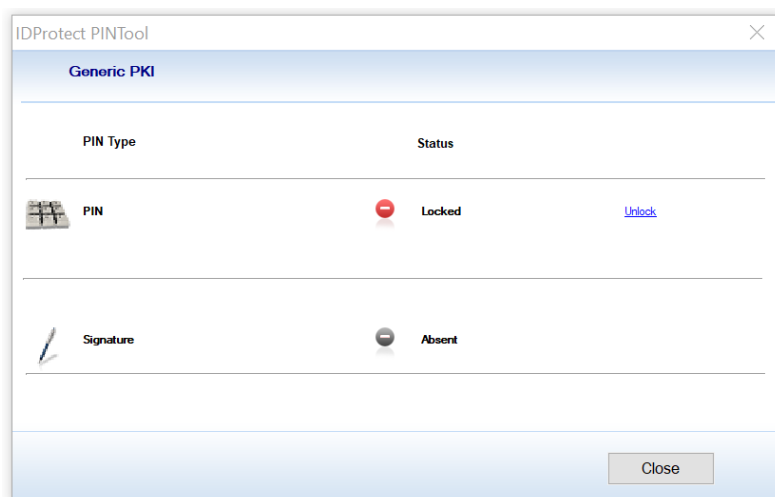 IDProtect PINTool
Generic PKI
PIN Type Status
PIN Locked Unlock
Signature Absent
Close